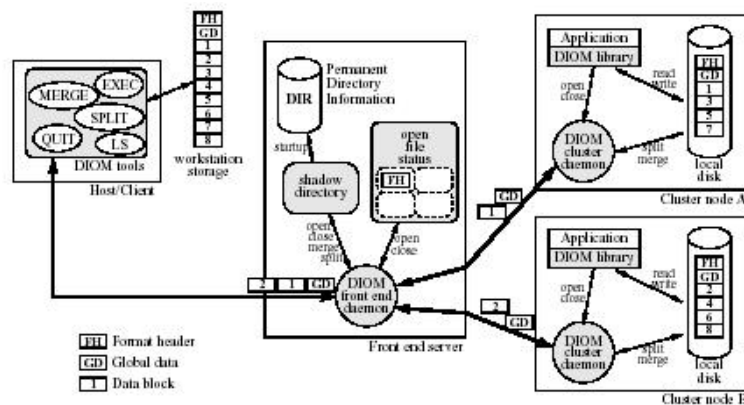 FH
GD
1
2
3
4
5
6
7
8
workstation
storage
EXEC
MERGE
SPLIT
QUIT
LS
DIOM tools
Host/Client
DIR
Permanent
Directory
Information
startup
shadow
directory
open
file
status
FH
open
close
merge
split
open
close
2 1 GD
DIOM
front end
daemon
Front end server
GD
1
2
GD
Application
DIOM library
open
close
read
write
DIOM
cluster
daemon
split
merge
FH
GD
1
3
5
7
local
disk
Cluster node A
Application
DIOM library
open
close
read
write
DIOM
cluster
daemon
split
merge
FH
GD
2
4
6
8
local
disk
Cluster node B
FH Format header
GD Global data
1 Data block